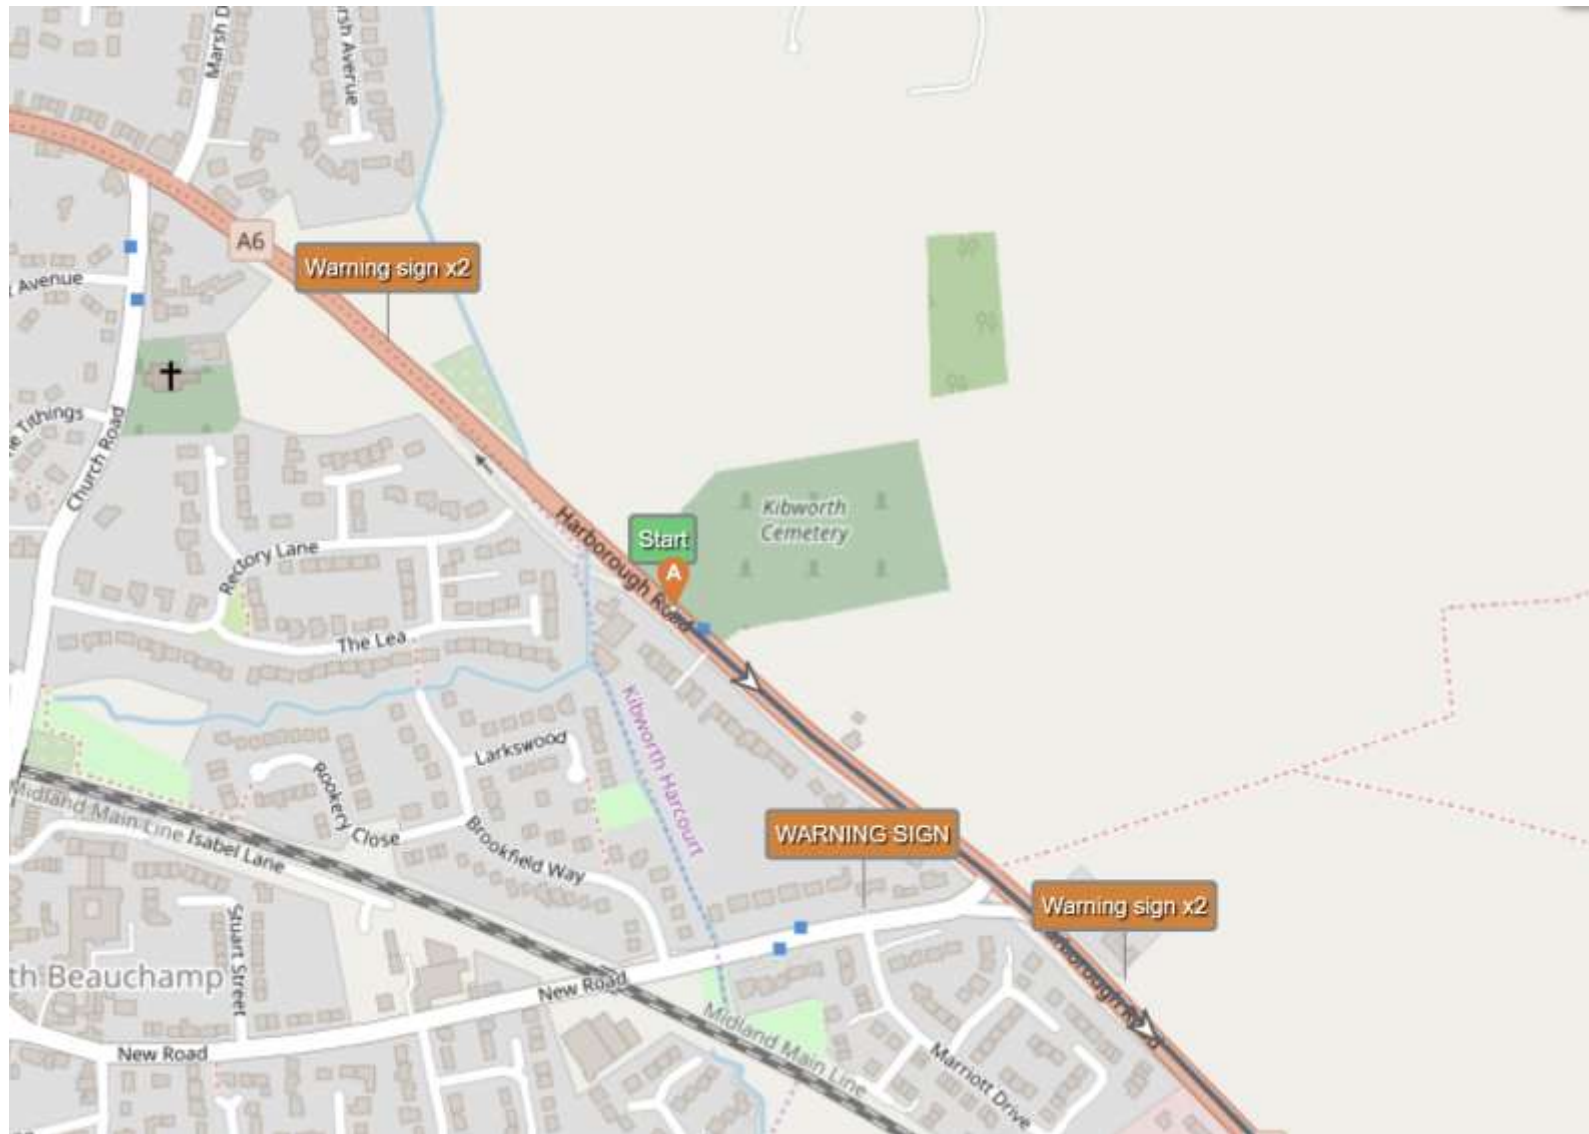 Marsh D
rsh Avenue
A6
Warning sign x2
Avenue
Church Road
e Tithings
Harborough Road
Start
A
Kibworth
Cemetery
Rectory Lane
The Lea
Kibworth Harcourt
Larkswood
Rookery Close
Brookfield Way
Midland Main Line
Isabel Lane
WARNING SIGN
Warning sign x2
Stuart Street
th Beauchamp
New Road
New Road
Midland Main Line
Marriott Drive